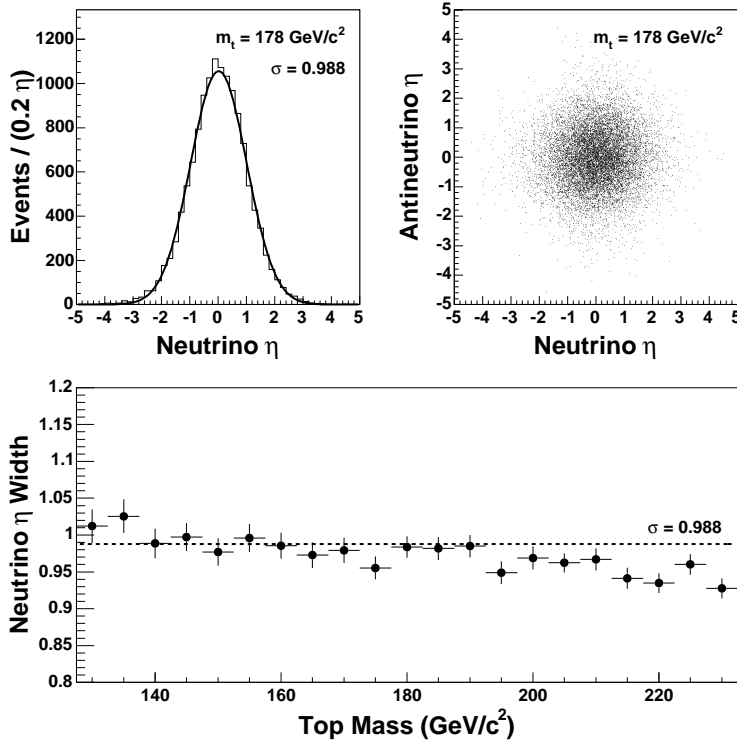 m_t = 178 GeV/c²
σ = 0.988
Events / (0.2 η)
1200
1000
800
600
400
200
0
-5 -4 -3 -2 -1 0 1 2 3 4 5
Neutrino η
m_t = 178 GeV/c²
Antineutrino η
5
4
3
2
1
0
-1
-2
-3
-4
-5
-5 -4 -3 -2 -1 0 1 2 3 4 5
Neutrino η
Neutrino η Width
1.2
1.15
1.1
1.05
1
0.95
0.9
0.85
0.8
σ = 0.988
140 160 180 200 220
Top Mass (GeV/c²)